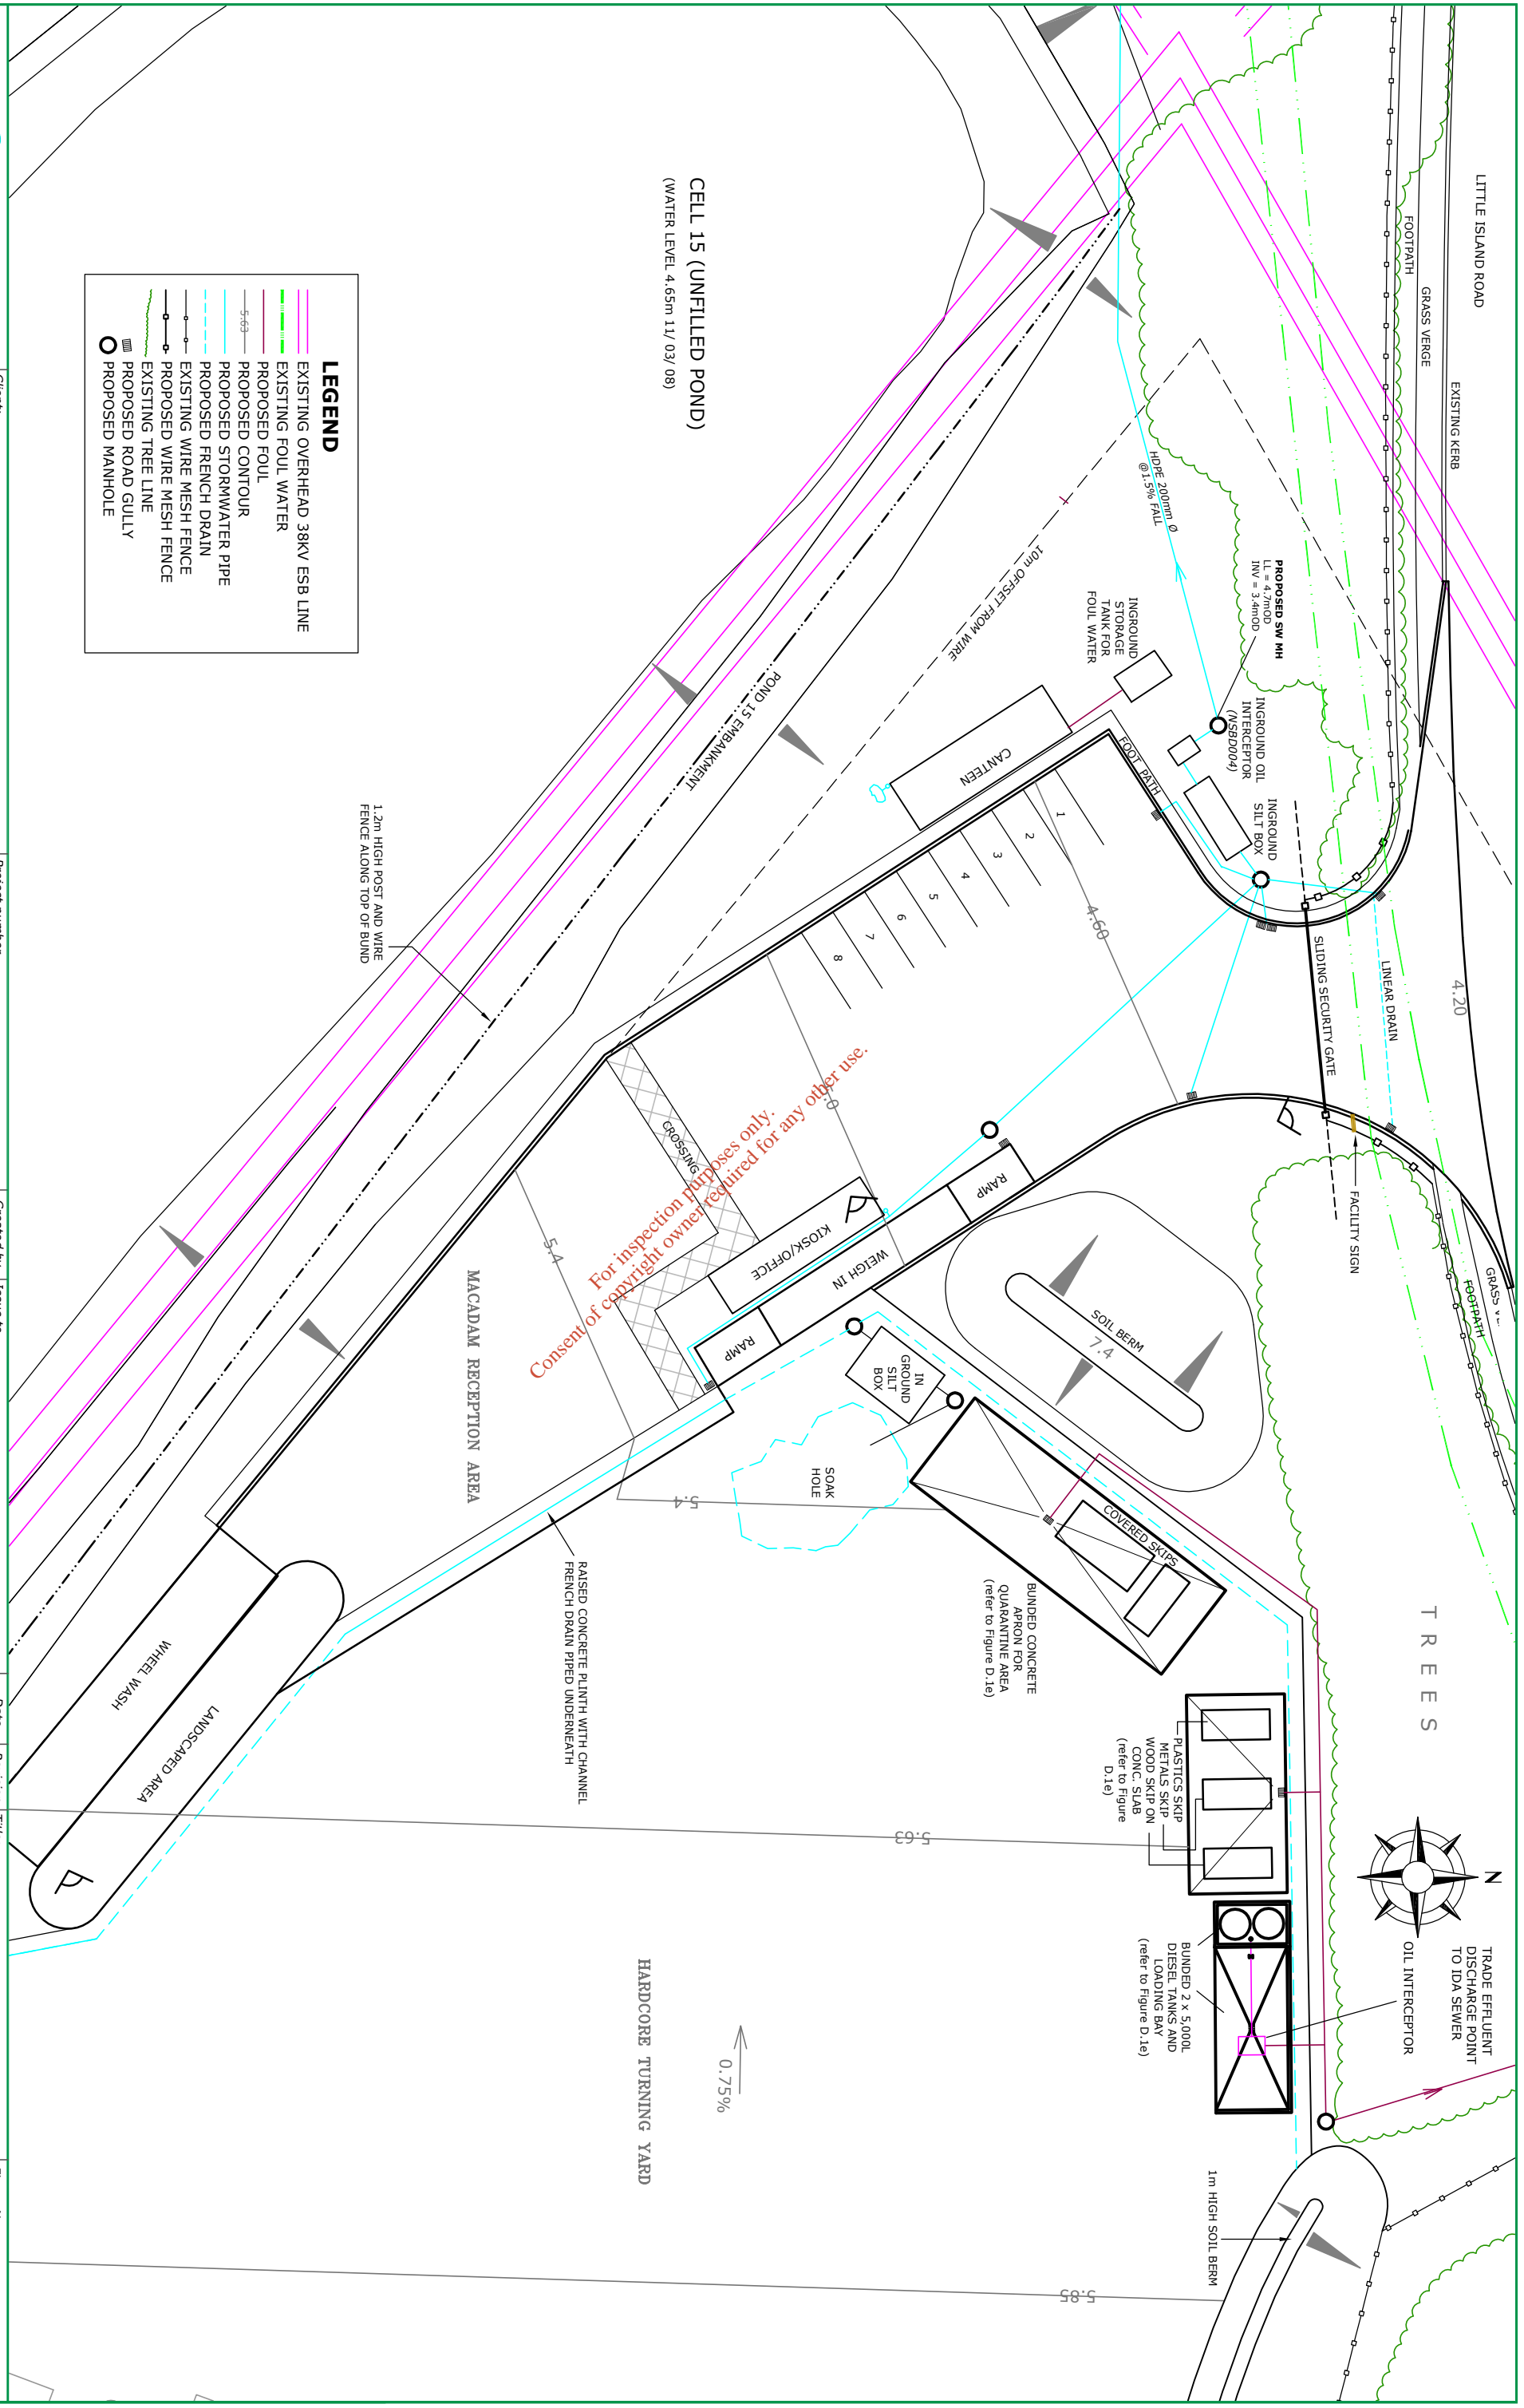 LITTLE ISLAND ROAD
FOOTPATH
GRASS VERGE
EXISTING KERB
CELL 15 (UNFILLED POND)
(WATER LEVEL 4.65m 11/ 03/ 08)
HDPE 200mm Ø
@1.5% FALL
PROPOSED SW MH
LL = 4.7mOD
INV = 3.4mOD
10m OFFSET FROM WIRE
INGROUND
STORAGE
TANK FOR
FOUL WATER
INGROUND OIL
INTERCEPTOR
(NSBD004)
INGROUND
SILT BOX
POND 15 EMBANKMENT
CANTEEN
FOOT PATH
1
2
3
4
5
6
7
8
4.60
SLIDING SECURITY GATE
LINEAR DRAIN
4.20
FACILITY SIGN
GRASS V
FOOTPATH
1.2m HIGH POST AND WIRE
FENCE ALONG TOP OF BUND
CROSSING
5.4
KIOSK/OFFICE
WEIGH IN
RAMP
RAMP
SOIL BERM
7.4
IN
GROUND
SILT
BOX
SOAK
HOLE
5.4
For inspection purposes only.
Consent of copyright owner required for any other use.
MACADAM RECEPTION AREA
COVERED SKIPS
BUNDED CONCRETE
APRON FOR
QUARANTINE AREA
(refer to Figure D.1e)
RAISED CONCRETE PLINTH WITH CHANNEL
FRENCH DRAIN PIPED UNDERNEATH
WHEEL WASH
LANDSCAPED AREA
TREES
PLASTICS SKIP
METALS SKIP
WOOD SKIP ON
CONC. SLAB
(refer to Figure
D.1e)
5.63
N
BUNDED 2 x 5,000L
DIESEL TANKS AND
LOADING BAY
(refer to Figure D.1e)
OIL INTERCEPTOR
TRADE EFFLUENT
DISCHARGE POINT
TO IDA SEWER
HARDCORE TURNING YARD
0.75%
1m HIGH SOIL BERM
5.85
LEGEND
EXISTING OVERHEAD 38KV ESB LINE
EXISTING FOUL WATER
PROPOSED FOUL
5.63 PROPOSED CONTOUR
PROPOSED STORMWATER PIPE
PROPOSED FRENCH DRAIN
EXISTING WIRE MESH FENCE
PROPOSED WIRE MESH FENCE
EXISTING TREE LINE
PROPOSED ROAD GULLY
PROPOSED MANHOLE